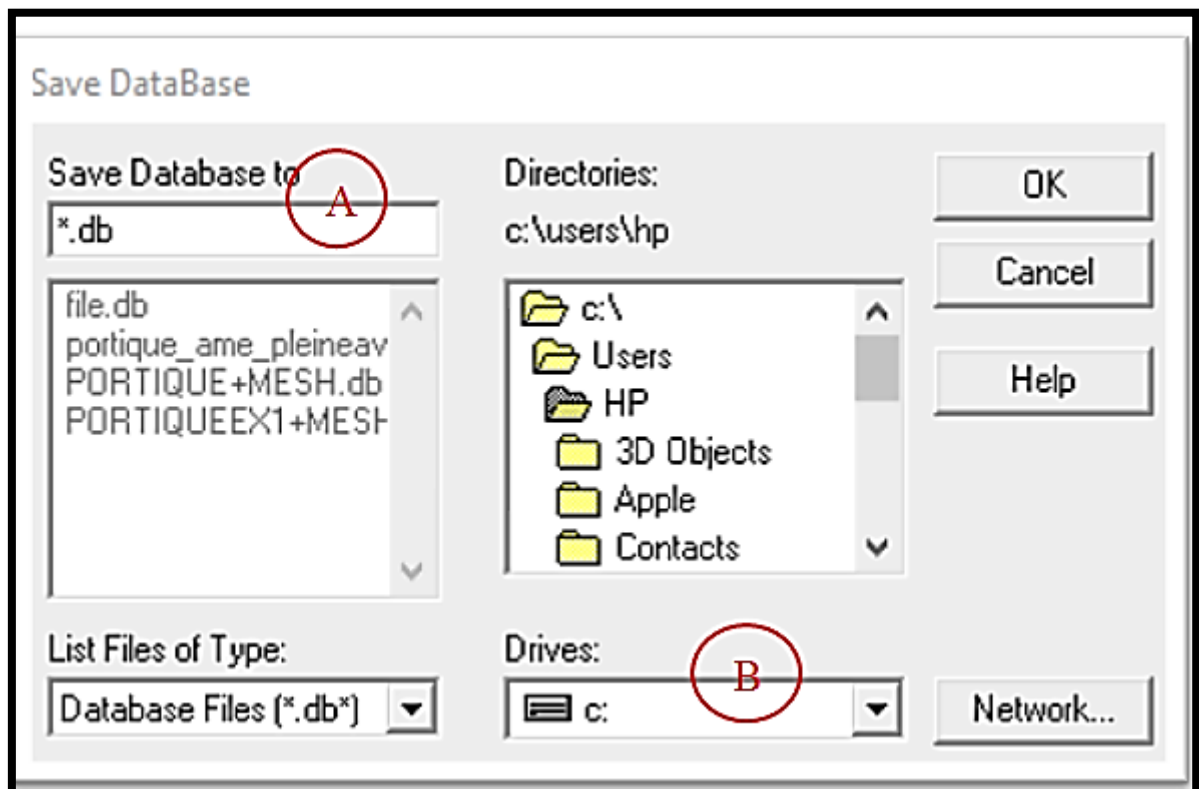 Save DataBase
Save Database to
A
*.db
file.db
portique_ame_pleineav
PORTIQUE+MESH.db
PORTIQUEEX1+MESH
List Files of Type:
Database Files (*.db*)
Directories:
c:\users\hp
c:\
Users
HP
3D Objects
Apple
Contacts
Drives:
B
c:
OK
Cancel
Help
Network...